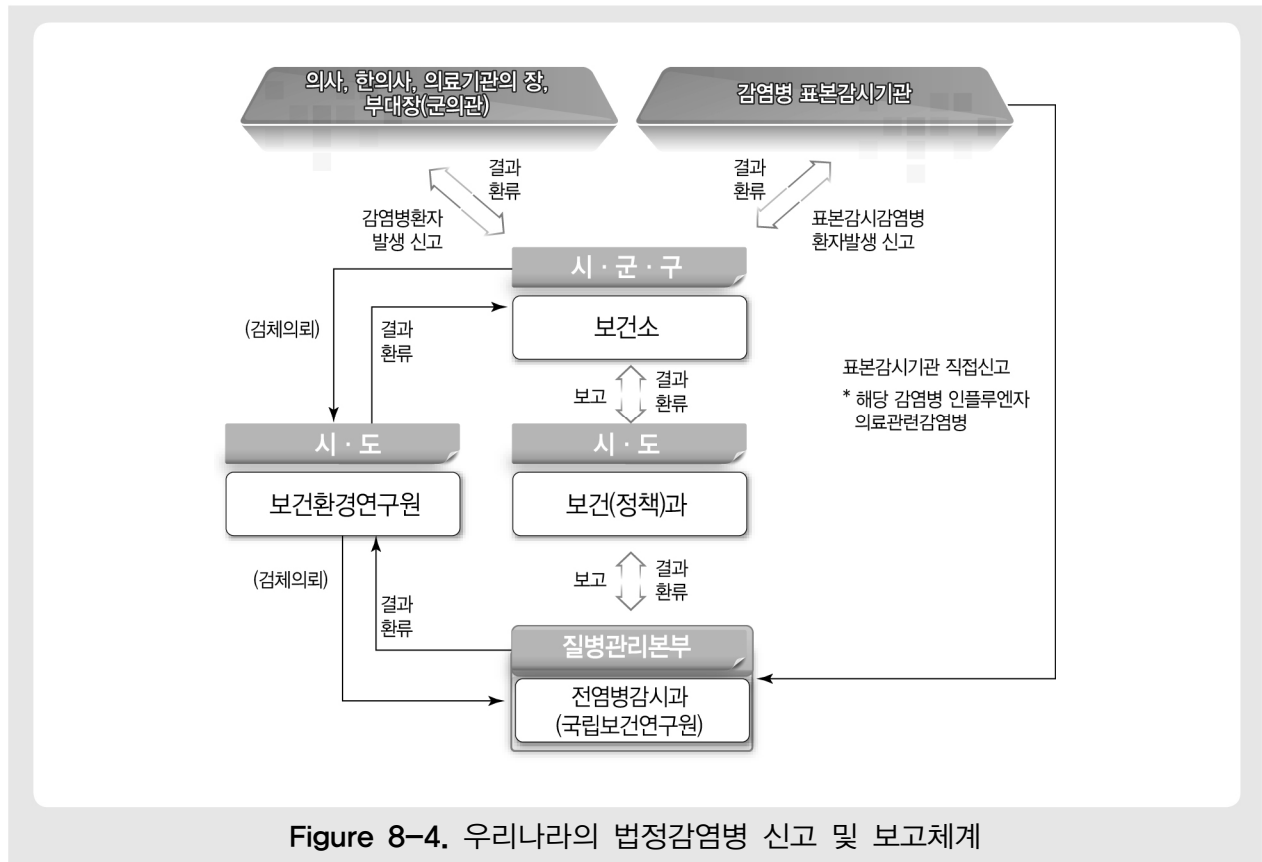 의사, 한의사, 의료기관의 장,
부대장(군의관)
감염병 표본감시기관
결과
환류
감염병환자
발생 신고
결과
환류
표본감시감염병
환자발생 신고
시·군·구
보건소
(검체의뢰)
결과
환류
보고
결과
환류
표본감시기관 직접신고
* 해당 감염병 인플루엔자
의료관련감염병
시·도
보건환경연구원
시·도
보건(정책)과
(검체의뢰)
결과
환류
보고
결과
환류
질병관리본부
전염병감시과
(국립보건연구원)
Figure 8-4. 우리나라의 법정감염병 신고 및 보고체계